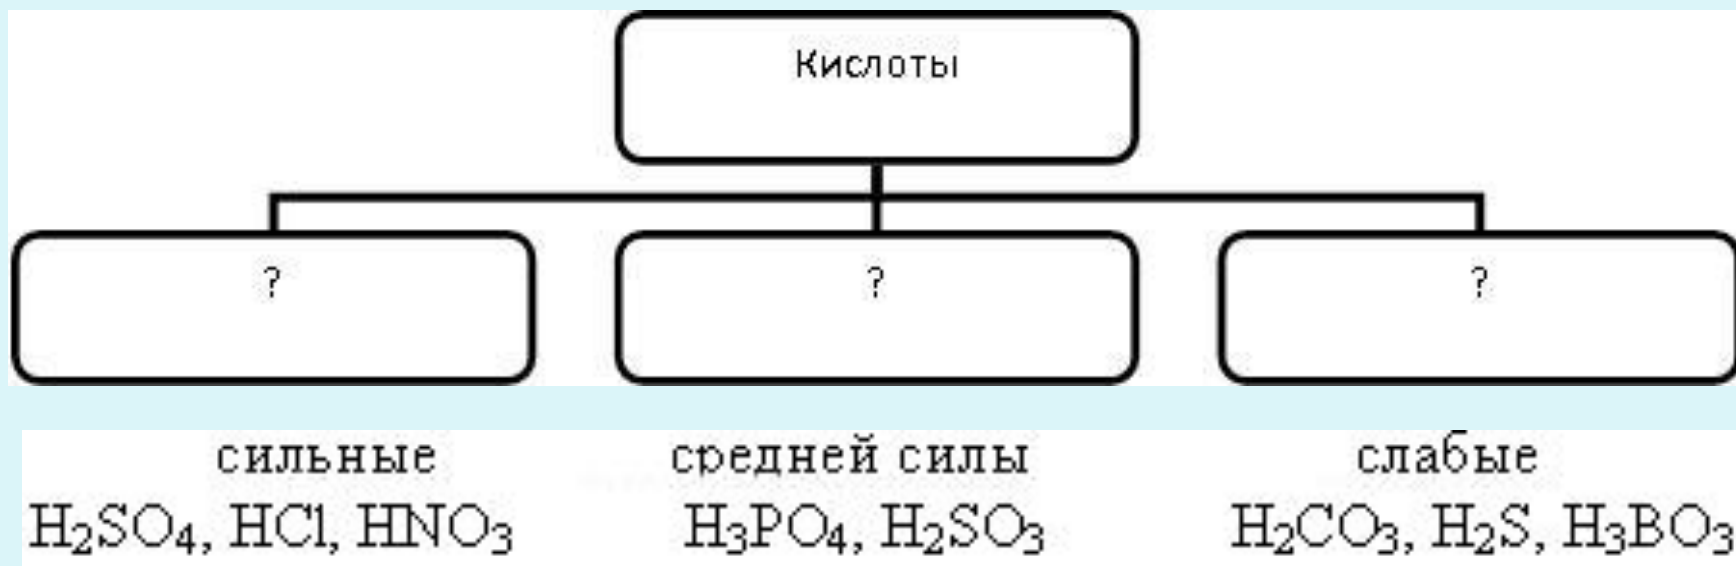 Кислоты
? ? ?
сильные средней силы слабые
H₂SO₄, HCl, HNO₃ H₃PO₄, H₂SO₃ H₂CO₃, H₂S, H₃BO₃